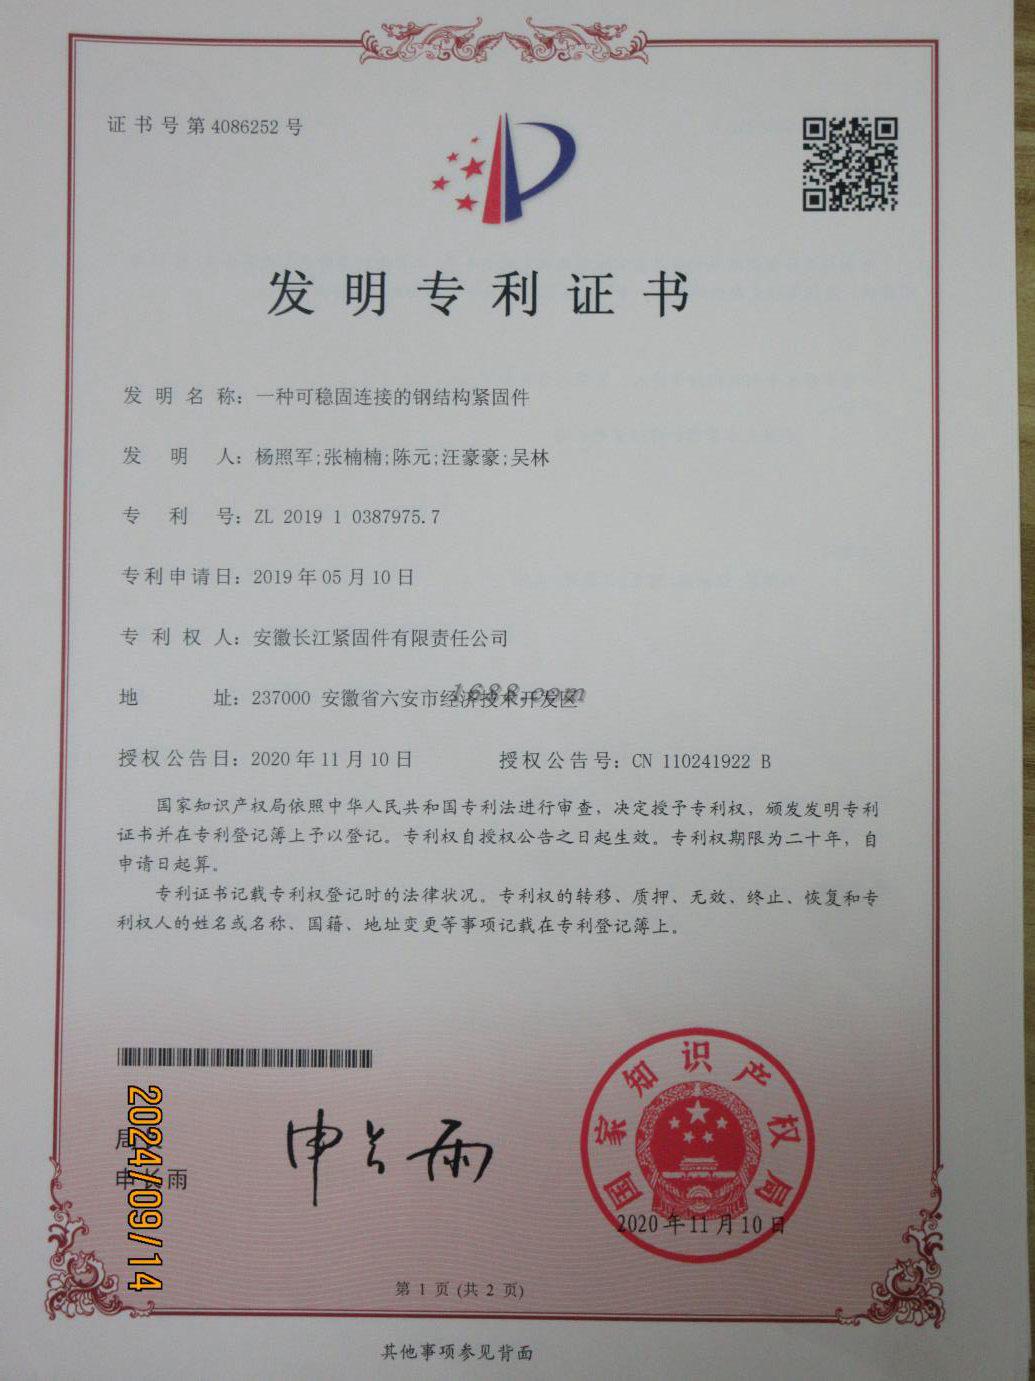 证书号第4086252号
发明专利证书
发明名称：一种可稳固连接的钢结构紧固件
发明人：杨照军;张楠楠;陈元;汪豪豪;吴林
专利号：ZL 2019 1 0387975.7
专利申请日：2019年05月10日
专利权人：安徽长江紧固件有限责任公司
地址：237000 安徽省六安市经济技术开发区
1688.com
授权公告日：2020年11月10日 授权公告号：CN 110241922 B
国家知识产权局依照中华人民共和国专利法进行审查，决定授予专利权，颁发发明专利
证书并在专利登记簿上予以登记。专利权自授权公告之日起生效。专利权期限为二十年，自
申请日起算。
专利证书记载专利权登记时的法律状况。专利权的转移、质押、无效、终止、恢复和专
利权人的姓名或名称、国籍、地址变更等事项记载在专利登记簿上。
局长
申长雨
申长雨
国家知识产权局
2020年11月10日
2024/09/14
第 1 页 (共 2 页)
其他事项参见背面